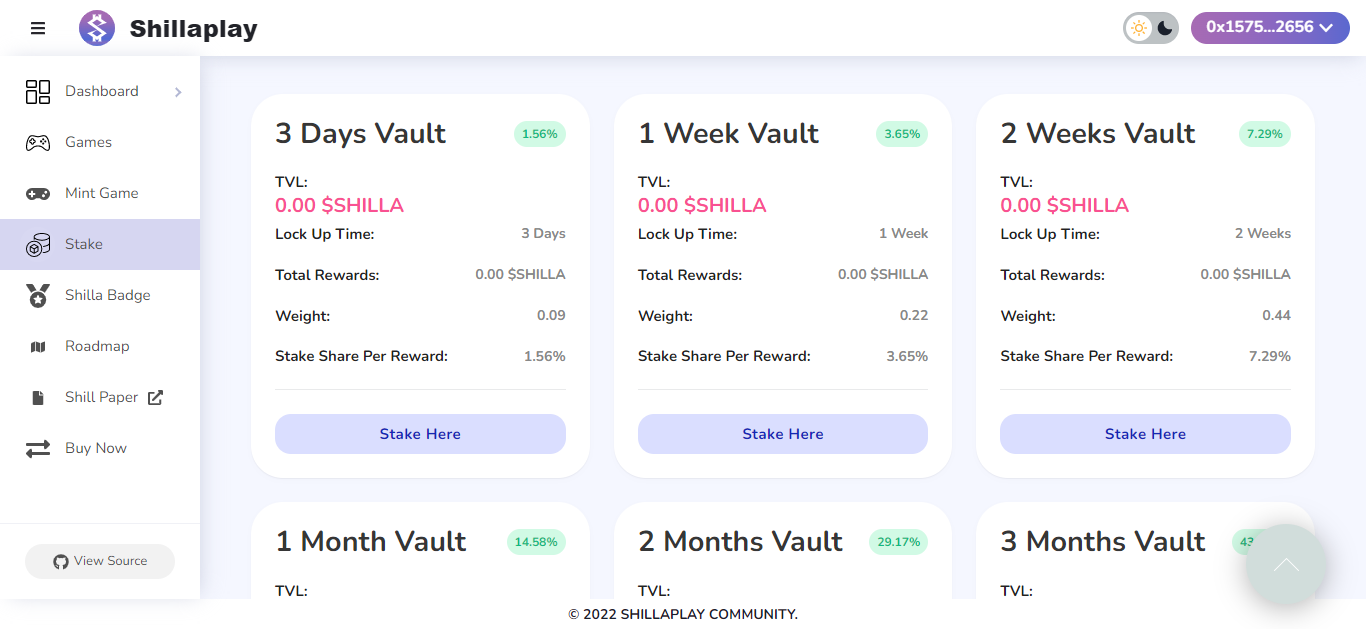 Shillaplay
0x1575...2656
Dashboard
Games
Mint Game
Stake
Shilla Badge
Roadmap
Shill Paper
Buy Now
View Source
3 Days Vault 1.56%
TVL:
0.00 $SHILLA
Lock Up Time: 3 Days
Total Rewards: 0.00 $SHILLA
Weight: 0.09
Stake Share Per Reward: 1.56%
Stake Here
1 Week Vault 3.65%
TVL:
0.00 $SHILLA
Lock Up Time: 1 Week
Total Rewards: 0.00 $SHILLA
Weight: 0.22
Stake Share Per Reward: 3.65%
Stake Here
2 Weeks Vault 7.29%
TVL:
0.00 $SHILLA
Lock Up Time: 2 Weeks
Total Rewards: 0.00 $SHILLA
Weight: 0.44
Stake Share Per Reward: 7.29%
Stake Here
1 Month Vault 14.58%
TVL:
2 Months Vault 29.17%
TVL:
3 Months Vault
TVL:
© 2022 SHILLAPLAY COMMUNITY.